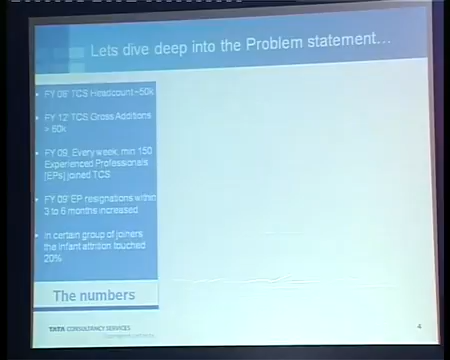 Lets dive deep into the Problem statement...
• FY 06' TCS Headcount ~50k
• FY 12' TCS Gross Additions
> 60k
• FY 09, Every week, min 150
Experienced Professionals
[EPs] joined TCS
• FY 09' EP resignations within
3 to 6 months increased
• In certain group of joiners
the infant attrition touched
20%
The numbers
TATA CONSULTANCY SERVICES
4